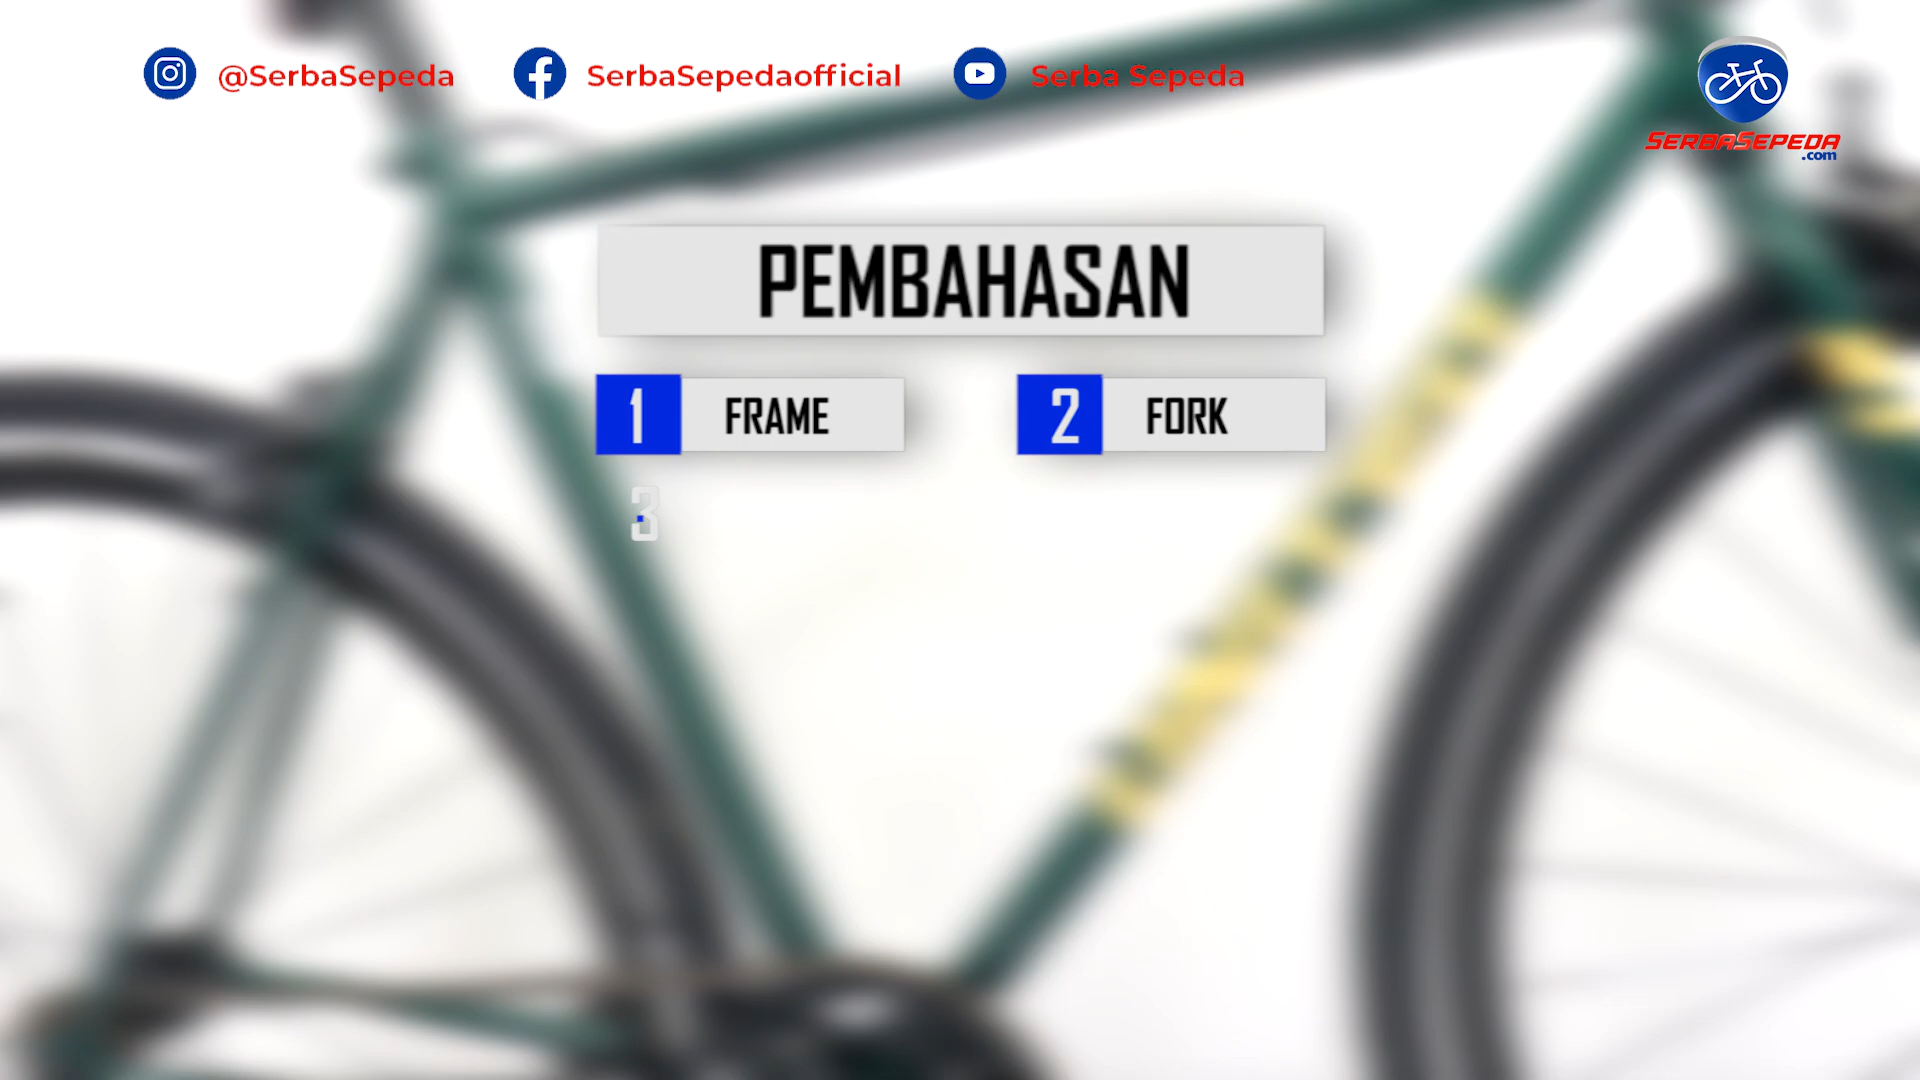 @SerbaSepeda
SerbaSepedaofficial
Serba Sepeda
SERBASEPEDA
.com
PEMBAHASAN
1 FRAME
2 FORK
3